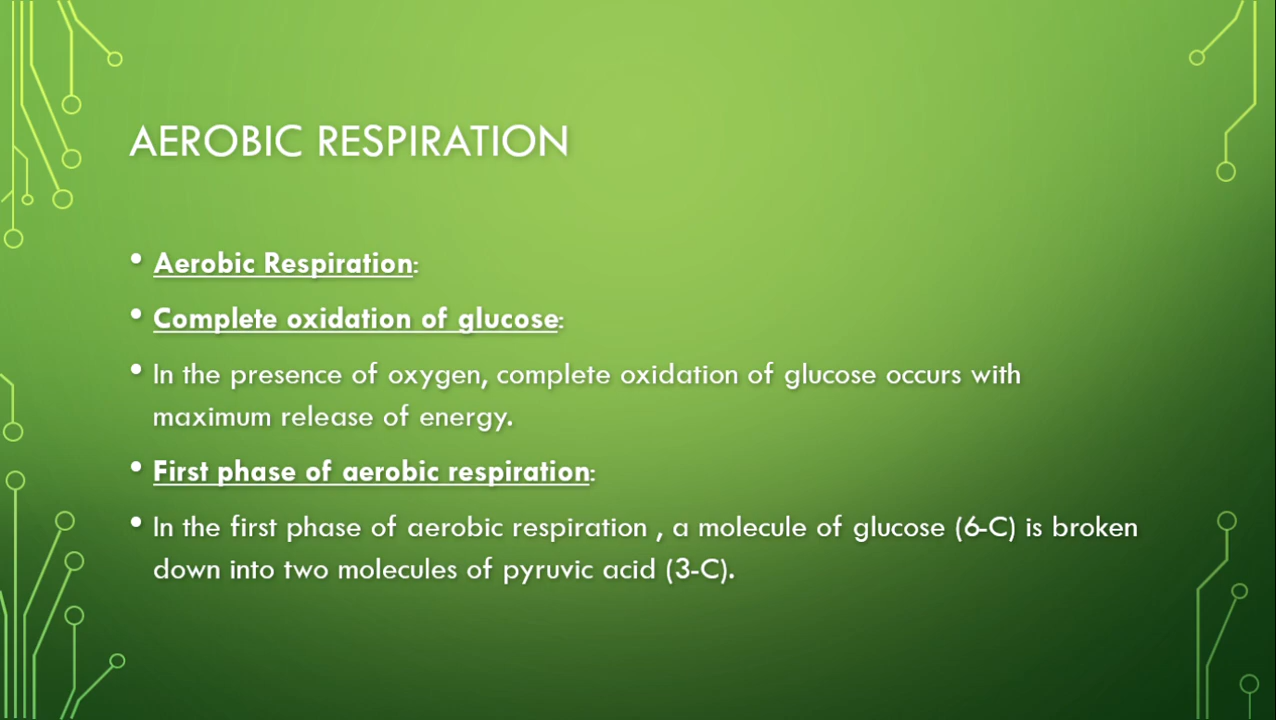 AEROBIC RESPIRATION
• Aerobic Respiration:
• Complete oxidation of glucose:
• In the presence of oxygen, complete oxidation of glucose occurs with
maximum release of energy.
• First phase of aerobic respiration:
• In the first phase of aerobic respiration , a molecule of glucose (6-C) is broken
down into two molecules of pyruvic acid (3-C).